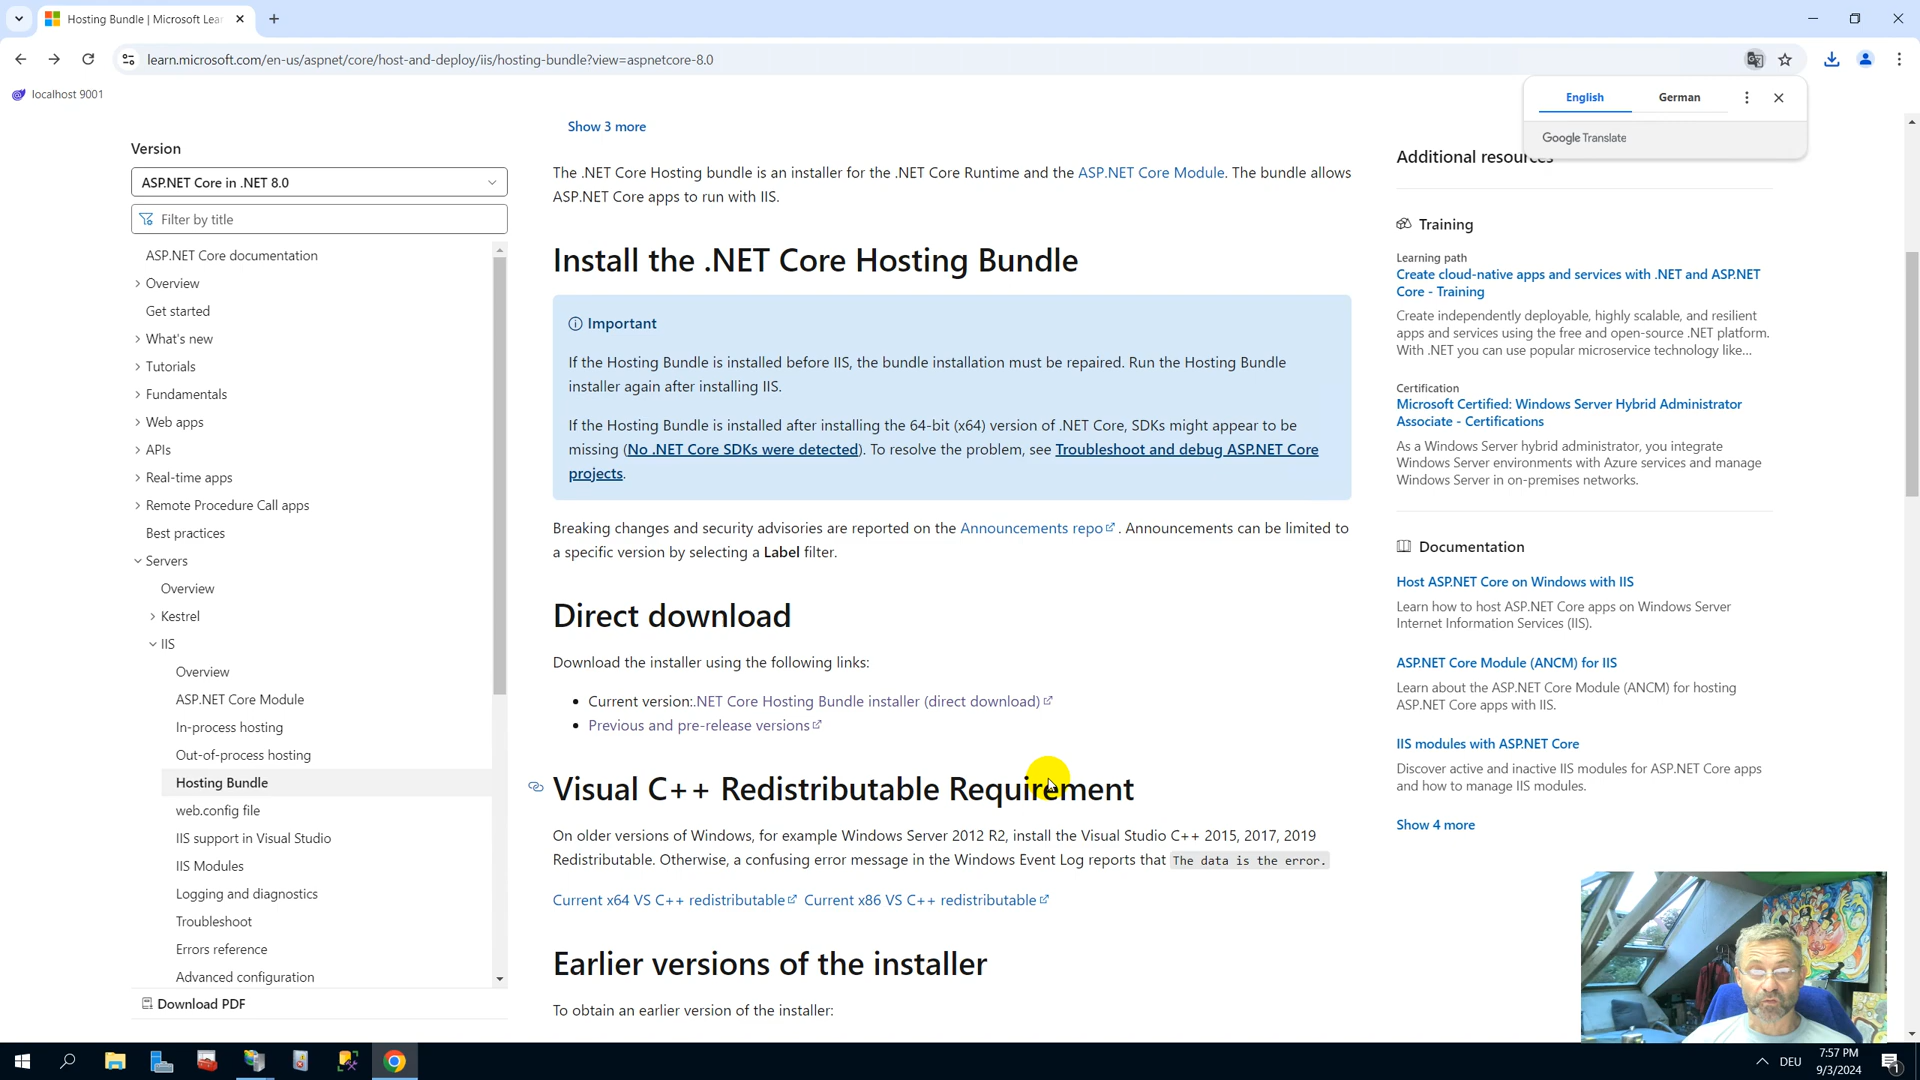 Hosting Bundle | Microsoft Lea
learn.microsoft.com/en-us/aspnet/core/host-and-deploy/iis/hosting-bundle?view=aspnetcore-8.0
localhost 9001
English
German
Google Translate
Version
ASP.NET Core in .NET 8.0
Filter by title
ASP.NET Core documentation
Overview
Get started
What's new
Tutorials
Fundamentals
Web apps
APIs
Real-time apps
Remote Procedure Call apps
Best practices
Servers
Overview
Kestrel
IIS
Overview
ASP.NET Core Module
In-process hosting
Out-of-process hosting
Hosting Bundle
web.config file
IIS support in Visual Studio
IIS Modules
Logging and diagnostics
Troubleshoot
Errors reference
Advanced configuration
Download PDF
Show 3 more
The .NET Core Hosting bundle is an installer for the .NET Core Runtime and the ASP.NET Core Module. The bundle allows
ASP.NET Core apps to run with IIS.
Install the .NET Core Hosting Bundle
Important
If the Hosting Bundle is installed before IIS, the bundle installation must be repaired. Run the Hosting Bundle
installer again after installing IIS.
If the Hosting Bundle is installed after installing the 64-bit (x64) version of .NET Core, SDKs might appear to be
missing (No .NET Core SDKs were detected). To resolve the problem, see Troubleshoot and debug ASP.NET Core
projects.
Breaking changes and security advisories are reported on the Announcements repo. Announcements can be limited to
a specific version by selecting a Label filter.
Direct download
Download the installer using the following links:
Current version:.NET Core Hosting Bundle installer (direct download)
Previous and pre-release versions
Visual C++ Redistributable Requirement
On older versions of Windows, for example Windows Server 2012 R2, install the Visual Studio C++ 2015, 2017, 2019
Redistributable. Otherwise, a confusing error message in the Windows Event Log reports that The data is the error.
Current x64 VS C++ redistributable Current x86 VS C++ redistributable
Earlier versions of the installer
To obtain an earlier version of the installer:
Additional resources
Training
Learning path
Create cloud-native apps and services with .NET and ASP.NET
Core - Training
Create independently deployable, highly scalable, and resilient
apps and services using the free and open-source .NET platform.
With .NET you can use popular microservice technology like...
Certification
Microsoft Certified: Windows Server Hybrid Administrator
Associate - Certifications
As a Windows Server hybrid administrator, you integrate
Windows Server environments with Azure services and manage
Windows Server in on-premises networks.
Documentation
Host ASP.NET Core on Windows with IIS
Learn how to host ASP.NET Core apps on Windows Server
Internet Information Services (IIS).
ASP.NET Core Module (ANCM) for IIS
Learn about the ASP.NET Core Module (ANCM) for hosting
ASP.NET Core apps with IIS.
IIS modules with ASP.NET Core
Discover active and inactive IIS modules for ASP.NET Core apps
and how to manage IIS modules.
Show 4 more
DEU
7:57 PM
9/3/2024
1